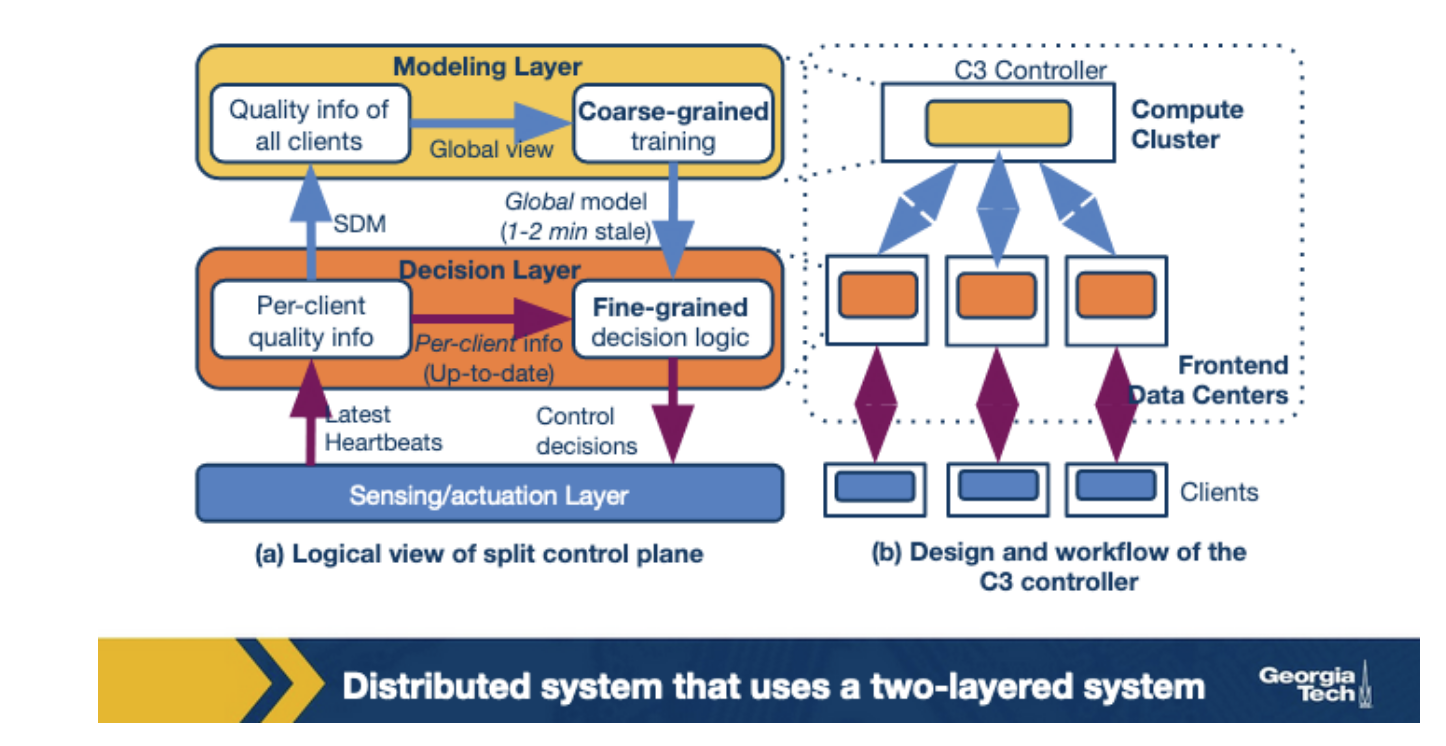 Modeling Layer
Quality info of
all clients
Global view
Coarse-grained
training
SDM
Global model
(1-2 min stale)
Decision Layer
Per-client
quality info
Per-client info
(Up-to-date)
Fine-grained
decision logic
Latest
Heartbeats
Control
decisions
Sensing/actuation Layer
(a) Logical view of split control plane
C3 Controller
Compute
Cluster
Frontend
Data Centers
Clients
(b) Design and workflow of the
C3 controller
Distributed system that uses a two-layered system
Georgia
Tech